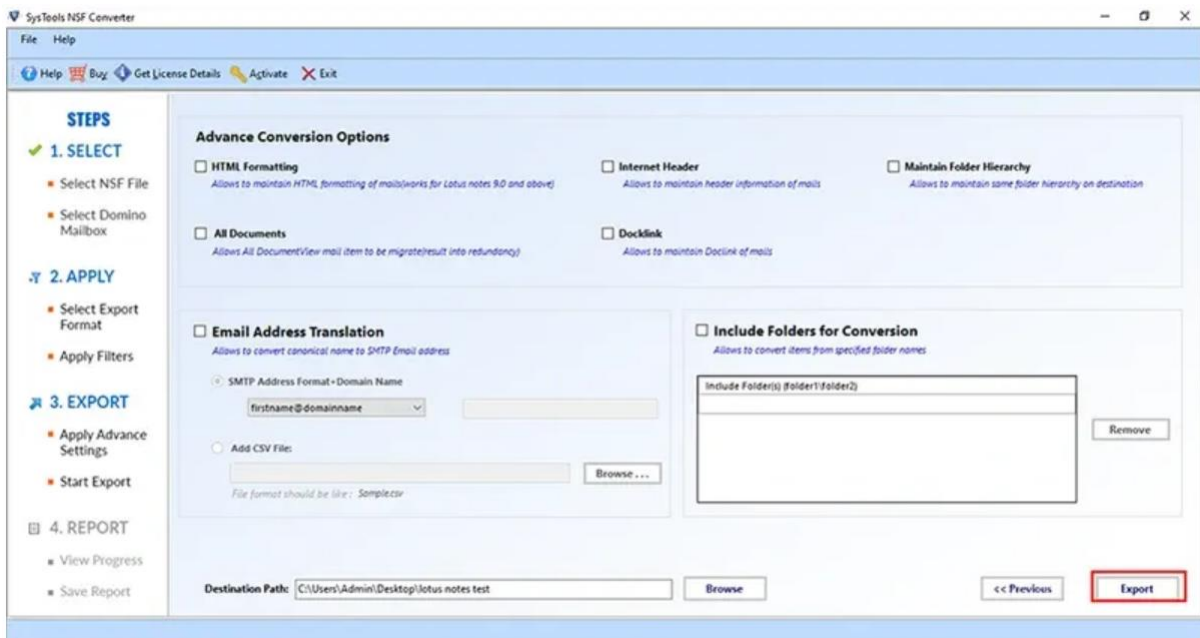 SysTools NSF Converter
File Help
Help Buy Get License Details Activate Exit
STEPS
1. SELECT
Select NSF File
Select Domino
Mailbox
2. APPLY
Select Export
Format
Apply Filters
3. EXPORT
Apply Advance
Settings
Start Export
4. REPORT
View Progress
Save Report
Advance Conversion Options
HTML Formatting
Allows to maintain HTML formatting of mails(works for Lotus notes 9.0 and above)
Internet Header
Allows to maintain header information of mails
Maintain Folder Hierarchy
Allows to maintain same folder hierarchy on destination
All Documents
Allows All DocumentView mail item to be migrate(result into redundancy)
Docklink
Allows to maintain Doclink of mails
Email Address Translation
Allows to convert canonical name to SMTP Email address
SMTP Address Format+Domain Name
firstname@domainname
Add CSV File:
Browse ...
File format should be like : Sample.csv
Include Folders for Conversion
Allows to convert items from specified folder names
Include Folder(s) (folder1\folder2)
Remove
Destination Path: C:\Users\Admin\Desktop\lotus notes test Browse << Previous Export